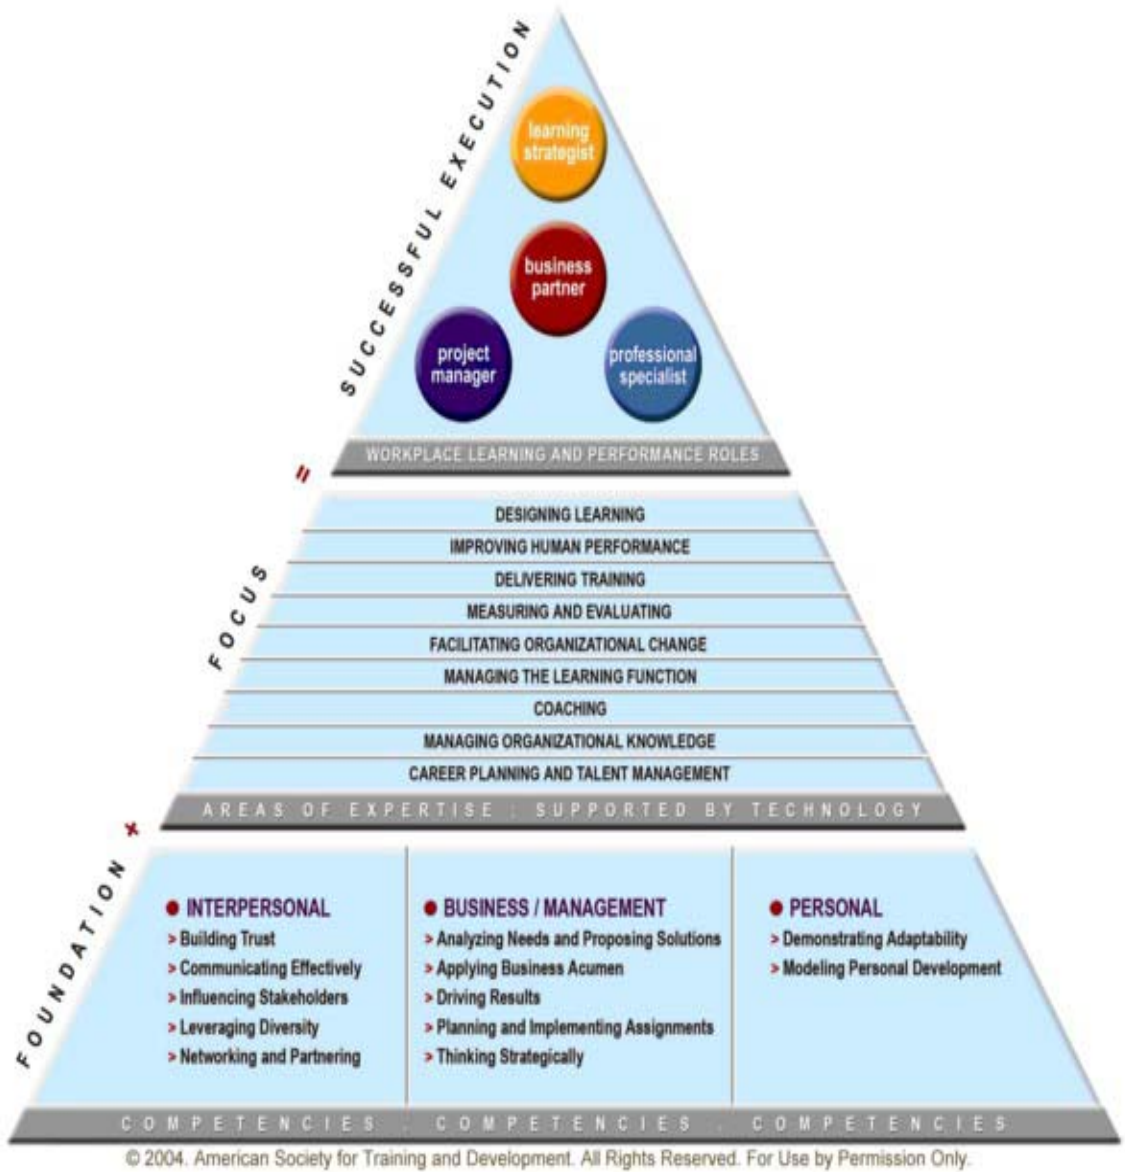 SUCCESSFUL EXECUTION
learning
strategist
business
partner
project
manager
professional
specialist
WORKPLACE LEARNING AND PERFORMANCE ROLES
=
FOCUS
DESIGNING LEARNING
IMPROVING HUMAN PERFORMANCE
DELIVERING TRAINING
MEASURING AND EVALUATING
FACILITATING ORGANIZATIONAL CHANGE
MANAGING THE LEARNING FUNCTION
COACHING
MANAGING ORGANIZATIONAL KNOWLEDGE
CAREER PLANNING AND TALENT MANAGEMENT
AREAS OF EXPERTISE : SUPPORTED BY TECHNOLOGY
+
FOUNDATION
● INTERPERSONAL
> Building Trust
> Communicating Effectively
> Influencing Stakeholders
> Leveraging Diversity
> Networking and Partnering
● BUSINESS / MANAGEMENT
> Analyzing Needs and Proposing Solutions
> Applying Business Acumen
> Driving Results
> Planning and Implementing Assignments
> Thinking Strategically
● PERSONAL
> Demonstrating Adaptability
> Modeling Personal Development
COMPETENCIES . COMPETENCIES . COMPETENCIES
© 2004. American Society for Training and Development. All Rights Reserved. For Use by Permission Only.